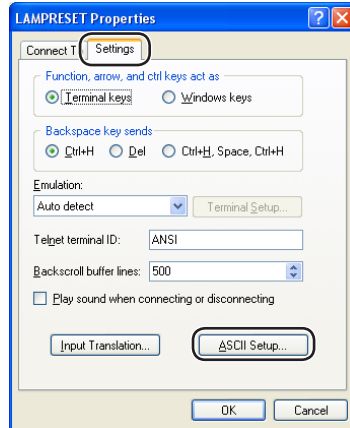 LAMPRESET Properties
Connect T Settings
Function, arrow, and ctrl keys act as
Terminal keys Windows keys
Backspace key sends
Ctrl+H Del Ctrl+H, Space, Ctrl+H
Emulation:
Auto detect Terminal Setup...
Telnet terminal ID: ANSI
Backscroll buffer lines: 500
Play sound when connecting or disconnecting
Input Translation... ASCII Setup...
OK Cancel